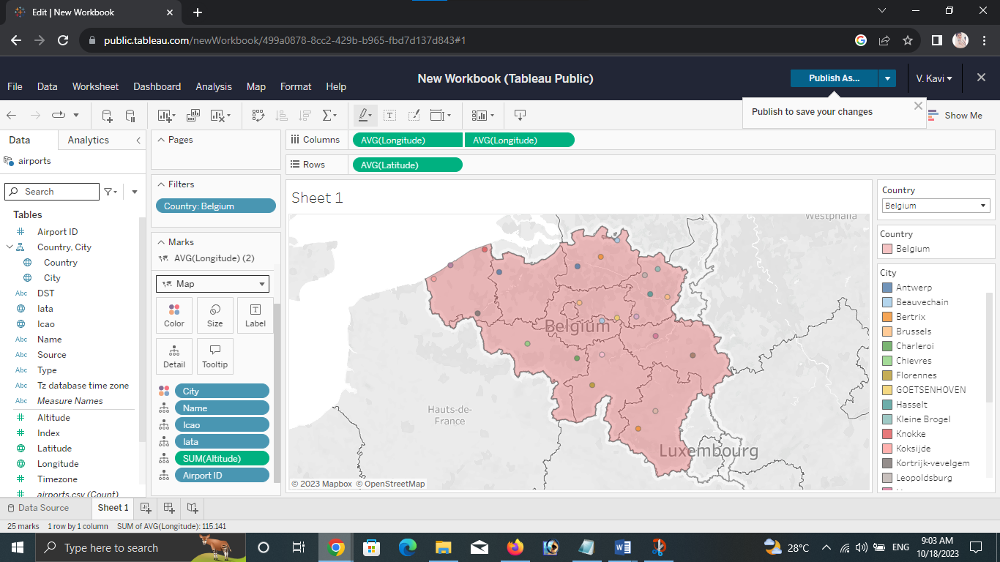 Edit | New Workbook
public.tableau.com/newWorkbook/499a0878-8cc2-429b-b965-fbd7d137d843#1
New Workbook (Tableau Public)
Publish As...
V. Kavi
File Data Worksheet Dashboard Analysis Map Format Help
Publish to save your changes
Show Me
Data Analytics
airports
Search
Tables
Airport ID
Country, City
Country
City
Abc DST
Iata
Icao
Abc Name
Abc Source
Abc Type
Abc Tz database time zone
Abc Measure Names
Altitude
Index
Latitude
Longitude
Timezone
airports.csv (Count)
Pages
Filters
Country: Belgium
Marks
AVG(Longitude) (2)
Map
Color Size Label
Detail Tooltip
City
Name
Icao
Iata
SUM(Altitude)
Airport ID
Columns AVG(Longitude) AVG(Longitude)
Rows AVG(Latitude)
Sheet 1
Westphalia
Belgium
Hauts-de-
France
Luxembourg
© 2023 Mapbox © OpenStreetMap
Country
Belgium
Country
Belgium
City
Antwerp
Beauvechain
Bertrix
Brussels
Charleroi
Chievres
Florennes
GOETSENHOVEN
Hasselt
Kleine Brogel
Knokke
Koksijde
Kortrijk-vevelgem
Leopoldsburg
Data Source Sheet 1
25 marks 1 row by 1 column SUM of AVG(Longitude): 115.141
Type here to search
28°C
ENG
9:03 AM
10/18/2023